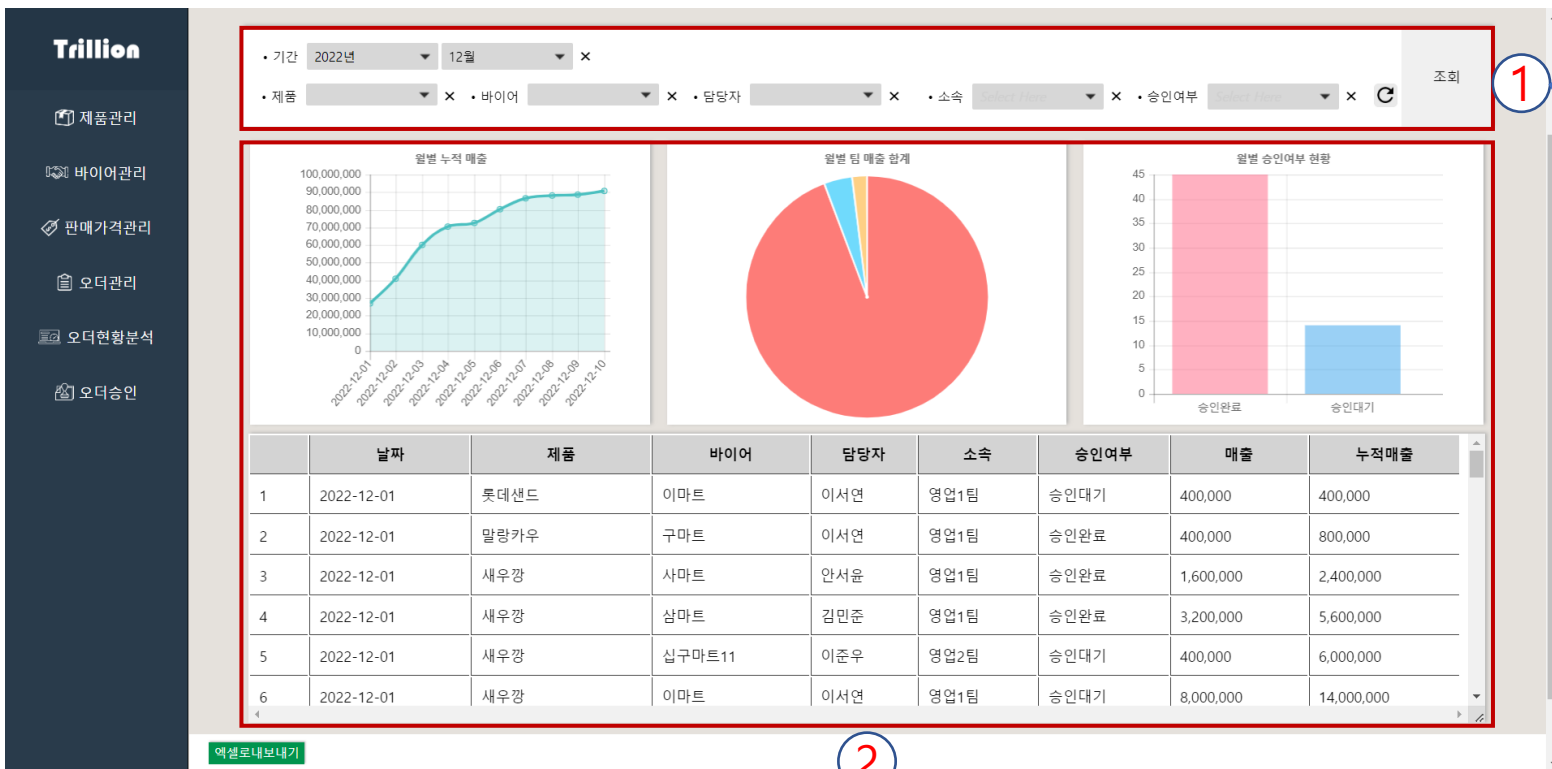 Trillion
제품관리
바이어관리
판매가격관리
오더관리
오더현황분석
오더승인
• 기간 2022년 12월 ×
• 제품 × • 바이어 × • 담당자 × • 소속 Select Here × • 승인여부 Select Here ×
조회
1
월별 누적 매출
100,000,000
90,000,000
80,000,000
70,000,000
60,000,000
50,000,000
40,000,000
30,000,000
20,000,000
10,000,000
0
2022-12-01 2022-12-02 2022-12-03 2022-12-04 2022-12-05 2022-12-06 2022-12-07 2022-12-08 2022-12-09 2022-12-10
월별 팀 매출 합계
월별 승인여부 현황
45
40
35
30
25
20
15
10
5
0
승인완료 승인대기
날짜 제품 바이어 담당자 소속 승인여부 매출 누적매출
1 2022-12-01 롯데샌드 이마트 이서연 영업1팀 승인대기 400,000 400,000
2 2022-12-01 말랑카우 구마트 이서연 영업1팀 승인완료 400,000 800,000
3 2022-12-01 새우깡 사마트 안서윤 영업1팀 승인완료 1,600,000 2,400,000
4 2022-12-01 새우깡 삼마트 김민준 영업1팀 승인완료 3,200,000 5,600,000
5 2022-12-01 새우깡 십구마트11 이준우 영업2팀 승인대기 400,000 6,000,000
6 2022-12-01 새우깡 이마트 이서연 영업1팀 승인대기 8,000,000 14,000,000
엑셀로내보내기
2